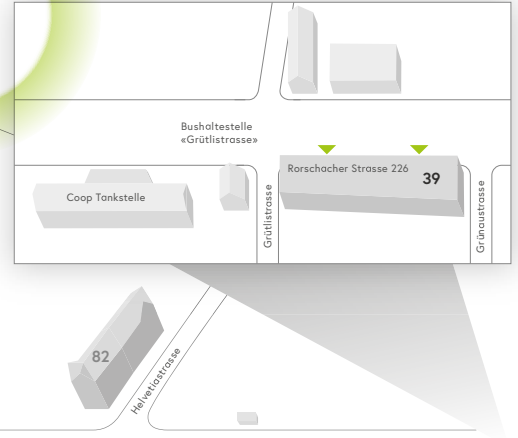 Bushaltestelle
«Grütlistrasse»
Rorschacher Strasse 226
39
Coop Tankstelle
Grütlistrasse
Grünaustrasse
82
Helvetiastrasse